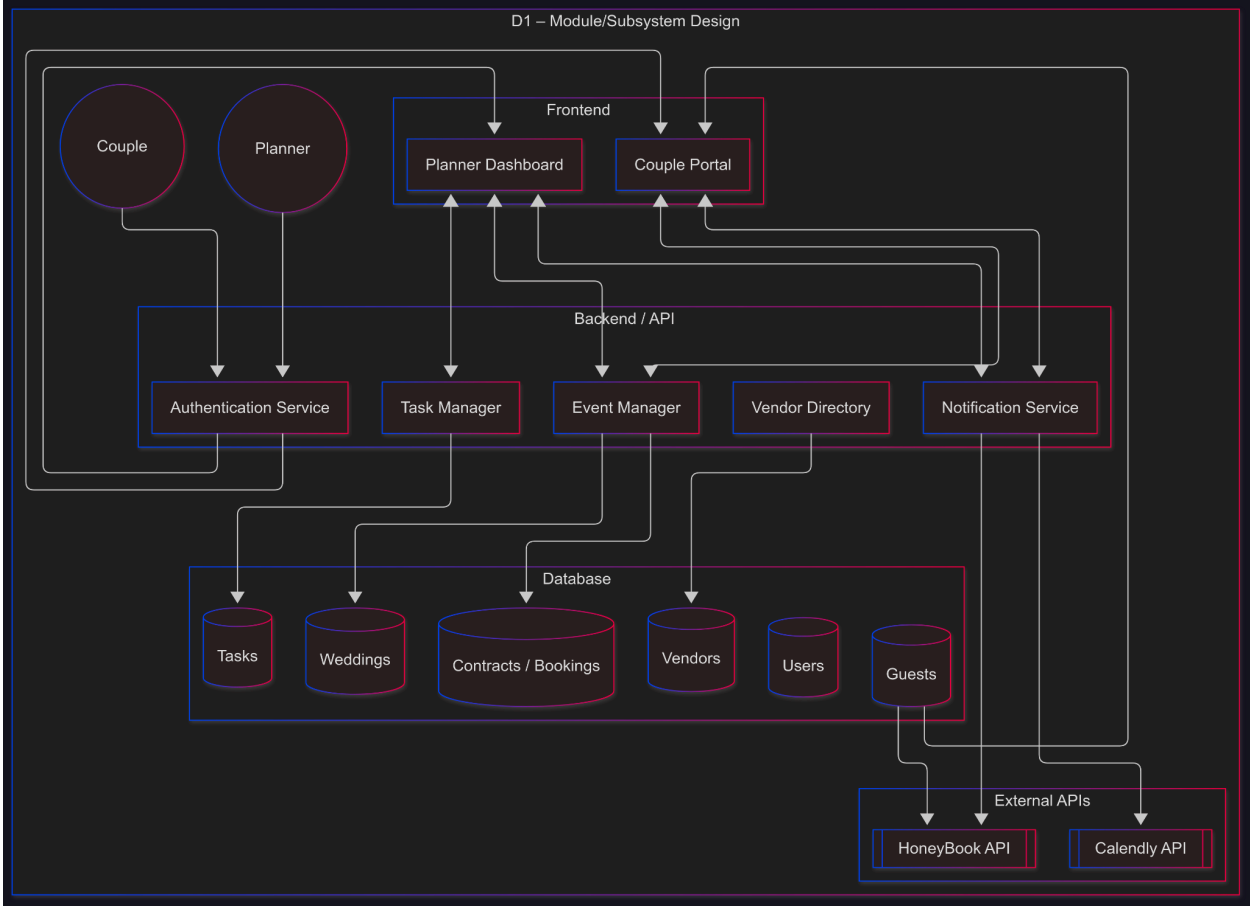 D1 – Module/Subsystem Design
Frontend
Couple
Planner
Planner Dashboard
Couple Portal
Backend / API
Authentication Service
Task Manager
Event Manager
Vendor Directory
Notification Service
Database
Tasks
Weddings
Contracts / Bookings
Vendors
Users
Guests
External APIs
HoneyBook API
Calendly API